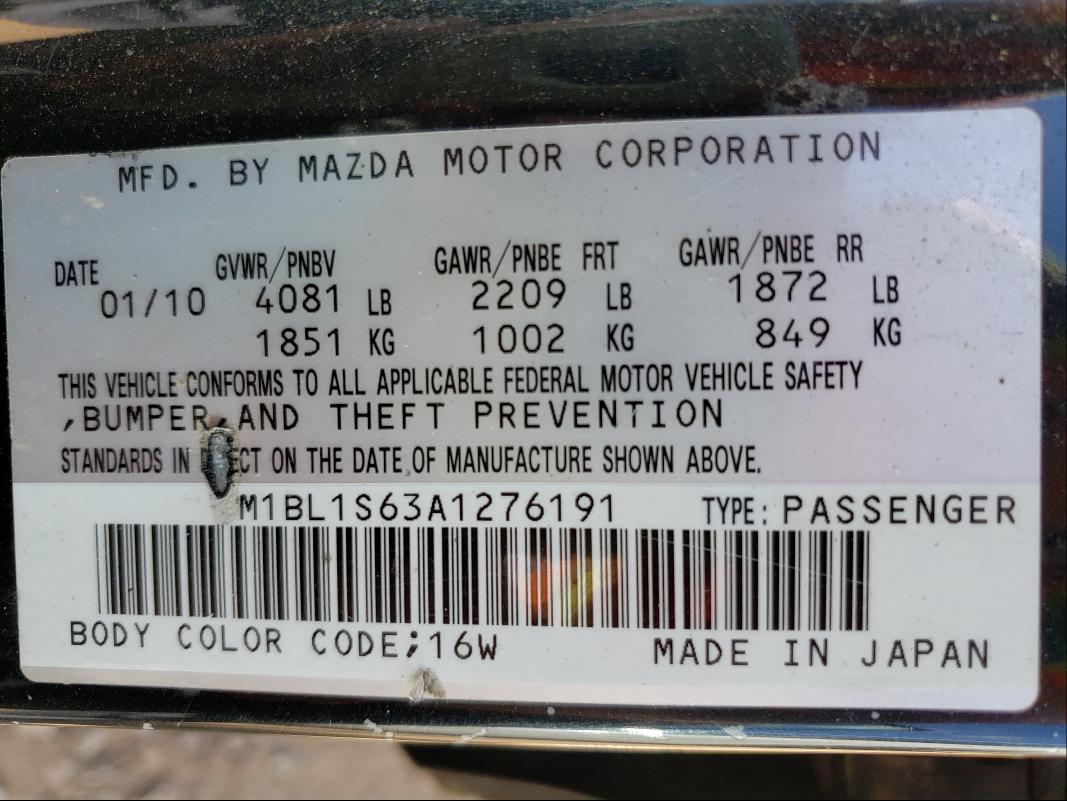 MFD. BY MAZDA MOTOR CORPORATION
DATE GVWR/PNBV GAWR/PNBE FRT GAWR/PNBE RR
01/10 4081 LB 2209 LB 1872 LB
1851 KG 1002 KG 849 KG
THIS VEHICLE CONFORMS TO ALL APPLICABLE FEDERAL MOTOR VEHICLE SAFETY
,BUMPER,AND THEFT PREVENTION
STANDARDS IN ECT ON THE DATE OF MANUFACTURE SHOWN ABOVE.
M1BL1S63A1276191 TYPE: PASSENGER
BODY COLOR CODE;16W MADE IN JAPAN